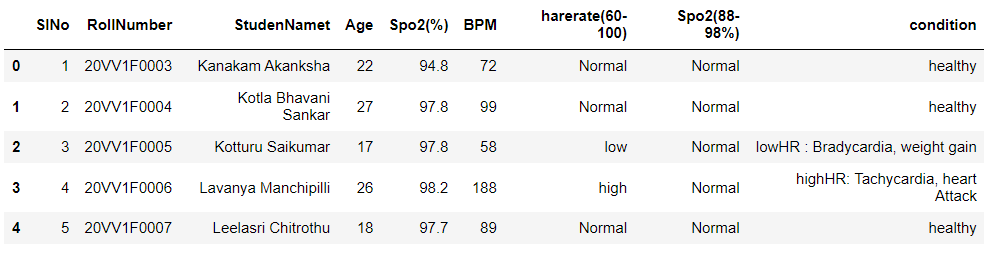 SlNo RollNumber StudenNamet Age Spo2(%) BPM harerate(60-100) Spo2(88-98%) condition
0 1 20VV1F0003 Kanakam Akanksha 22 94.8 72 Normal Normal healthy
1 2 20VV1F0004 Kotla Bhavani Sankar 27 97.8 99 Normal Normal healthy
2 3 20VV1F0005 Kotturu Saikumar 17 97.8 58 low Normal lowHR : Bradycardia, weight gain
3 4 20VV1F0006 Lavanya Manchipilli 26 98.2 188 high Normal highHR: Tachycardia, heart Attack
4 5 20VV1F0007 Leelasri Chitrothu 18 97.7 89 Normal Normal healthy